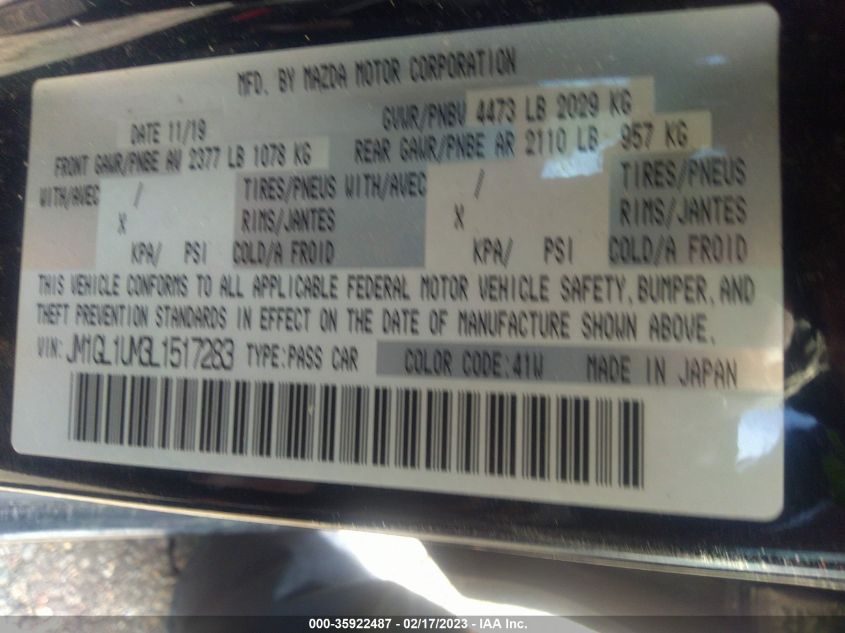 MFD. BY MAZDA MOTOR CORPORATION
DATE 11/19 GVWR/PNBV 4473 LB 2029 KG
FRONT GAWR/PNBE AV 2377 LB 1078 KG REAR GAWR/PNBE AR 2110 LB 957 KG
WITH/AVEC / TIRES/PNEUS WITH/AVEC / TIRES/PNEUS
X RIMS/JANTES X RIMS/JANTES
KPA/ PSI COLD/A FROID KPA/ PSI COLD/A FROID
THIS VEHICLE CONFORMS TO ALL APPLICABLE FEDERAL MOTOR VEHICLE SAFETY, BUMPER, AND
THEFT PREVENTION STANDARDS IN EFFECT ON THE DATE OF MANUFACTURE SHOWN ABOVE.
VIN: JM1GL1UM3L1517283 TYPE:PASS CAR COLOR CODE:41W MADE IN JAPAN
000-35922487 - 02/17/2023 - IAA Inc.